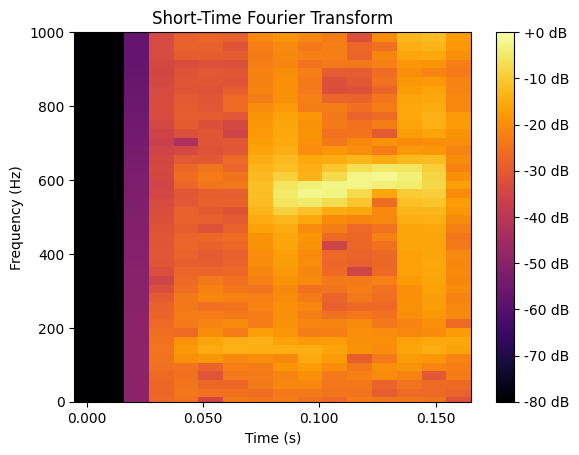 Short-Time Fourier Transform
1000
800
600
400
200
0
Frequency (Hz)
0.000
0.050
0.100
0.150
Time (s)
+0 dB
-10 dB
-20 dB
-30 dB
-40 dB
-50 dB
-60 dB
-70 dB
-80 dB